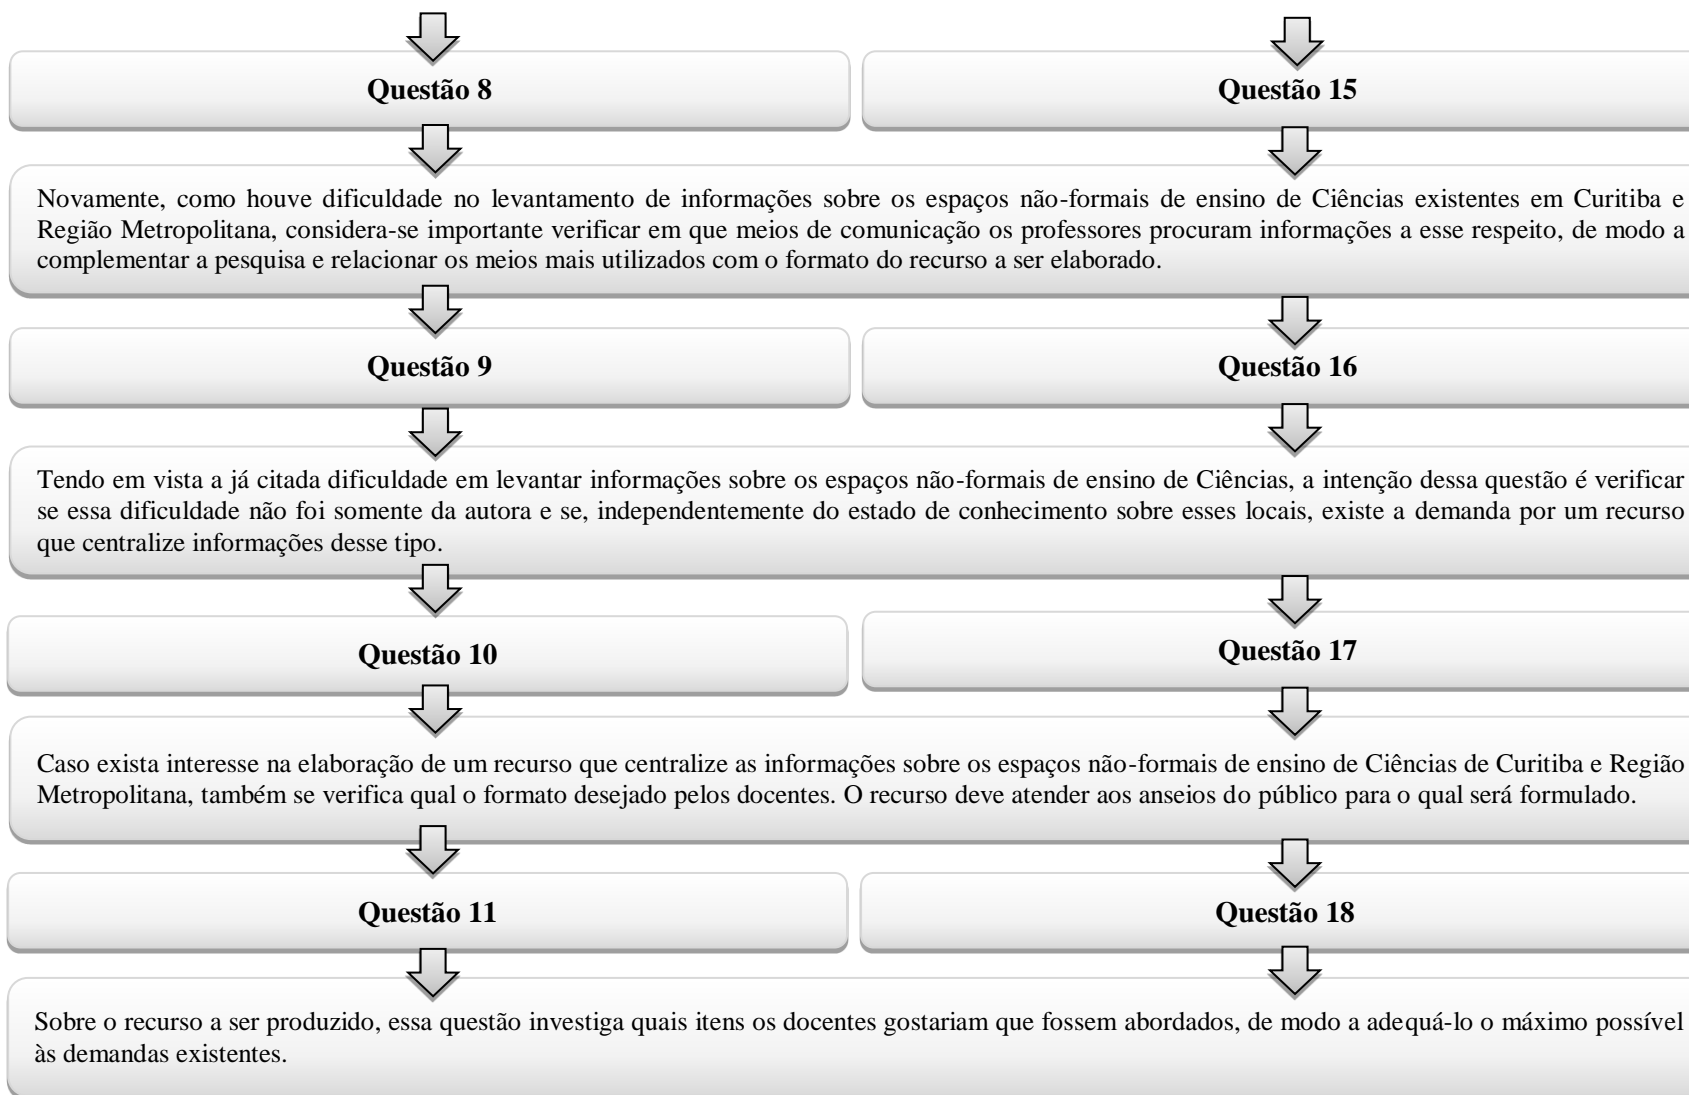 Questão 8
Questão 15
Novamente, como houve dificuldade no levantamento de informações sobre os espaços não-formais de ensino de Ciências existentes em Curitiba e
Região Metropolitana, considera-se importante verificar em que meios de comunicação os professores procuram informações a esse respeito, de modo a
complementar a pesquisa e relacionar os meios mais utilizados com o formato do recurso a ser elaborado.
Questão 9
Questão 16
Tendo em vista a já citada dificuldade em levantar informações sobre os espaços não-formais de ensino de Ciências, a intenção dessa questão é verificar
se essa dificuldade não foi somente da autora e se, independentemente do estado de conhecimento sobre esses locais, existe a demanda por um recurso
que centralize informações desse tipo.
Questão 10
Questão 17
Caso exista interesse na elaboração de um recurso que centralize as informações sobre os espaços não-formais de ensino de Ciências de Curitiba e Região
Metropolitana, também se verifica qual o formato desejado pelos docentes. O recurso deve atender aos anseios do público para o qual será formulado.
Questão 11
Questão 18
Sobre o recurso a ser produzido, essa questão investiga quais itens os docentes gostariam que fossem abordados, de modo a adequá-lo o máximo possível
às demandas existentes.